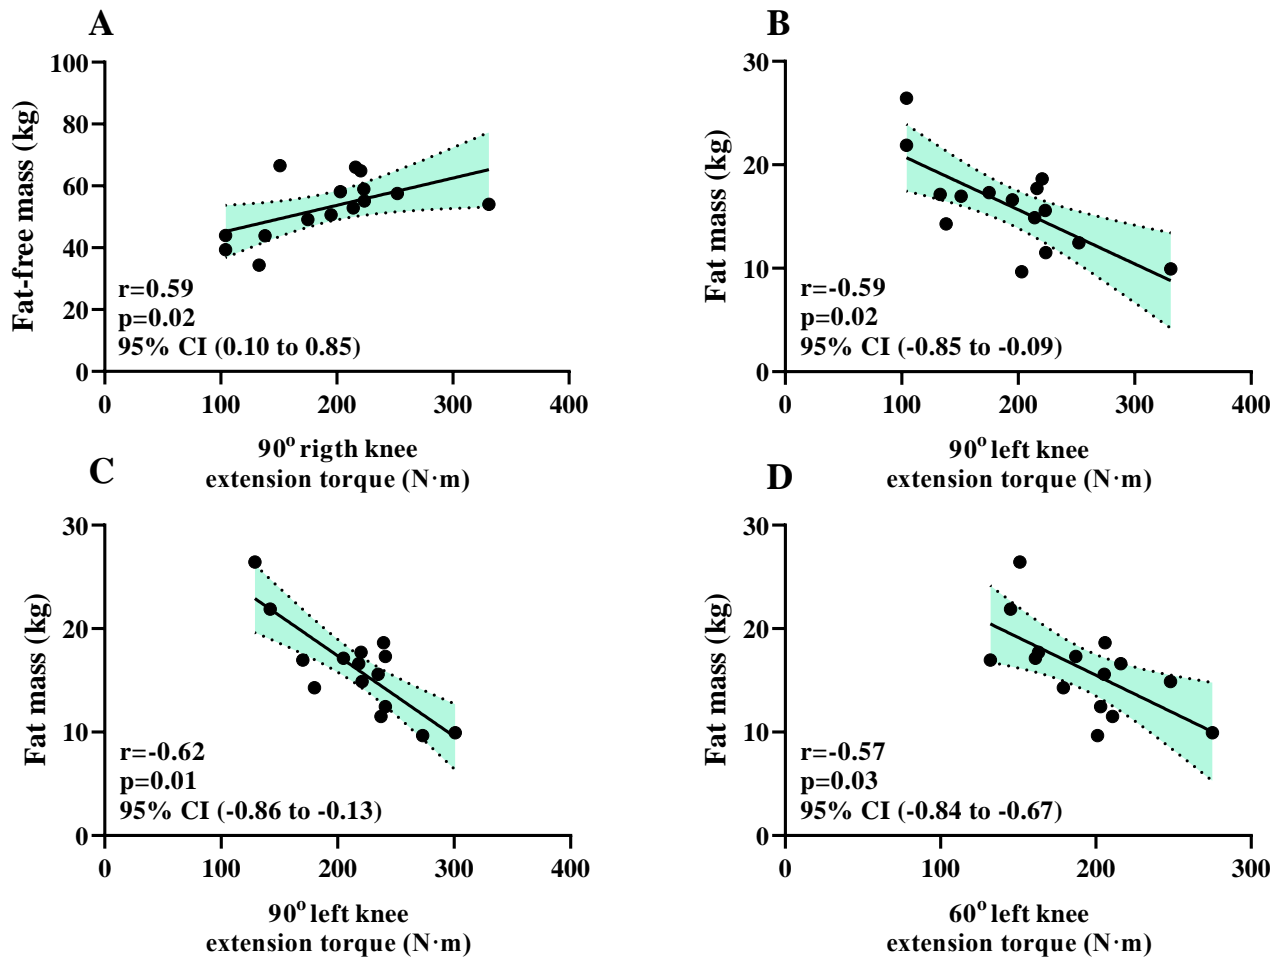 A
100
80
60
40
20
0
Fat-free mass (kg)
r=0.59
p=0.02
95% CI (0.10 to 0.85)
0 100 200 300 400
90o rigth knee
extension torque (N·m)
B
30
20
10
0
Fat mass (kg)
r=-0.59
p=0.02
95% CI (-0.85 to -0.09)
0 100 200 300 400
90o left knee
extension torque (N·m)
C
30
20
10
0
Fat mass (kg)
r=-0.62
p=0.01
95% CI (-0.86 to -0.13)
0 100 200 300 400
90o left knee
extension torque (N·m)
D
30
20
10
0
Fat mass (kg)
r=-0.57
p=0.03
95% CI (-0.84 to -0.67)
0 100 200 300
60o left knee
extension torque (N·m)